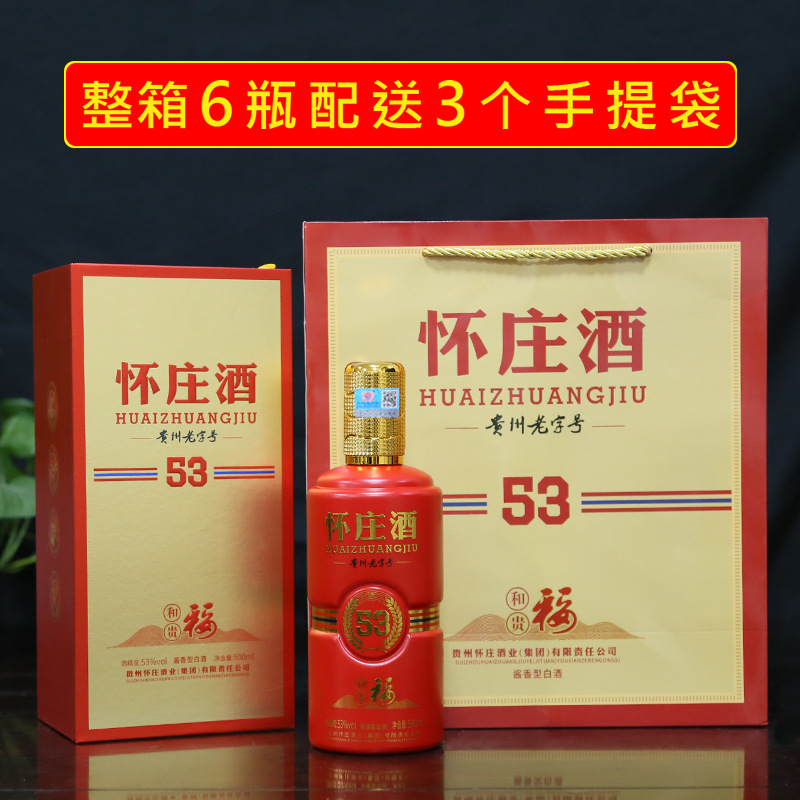 整箱6瓶配送3个手提袋
怀庄酒
HUAIZHUANGJIU
贵州老字号
53
和贵
福
酒精度:53%vol 酱香型白酒 净含量:500ml
贵州怀庄酒业(集团)有限责任公司
怀庄酒
HUAIZHUANGJIU
贵州老字号
53
福
53%vol
怀庄酒
HUAIZHUANGJIU
贵州老字号
53
和贵
福
贵州怀庄酒业(集团)有限责任公司
酱香型白酒